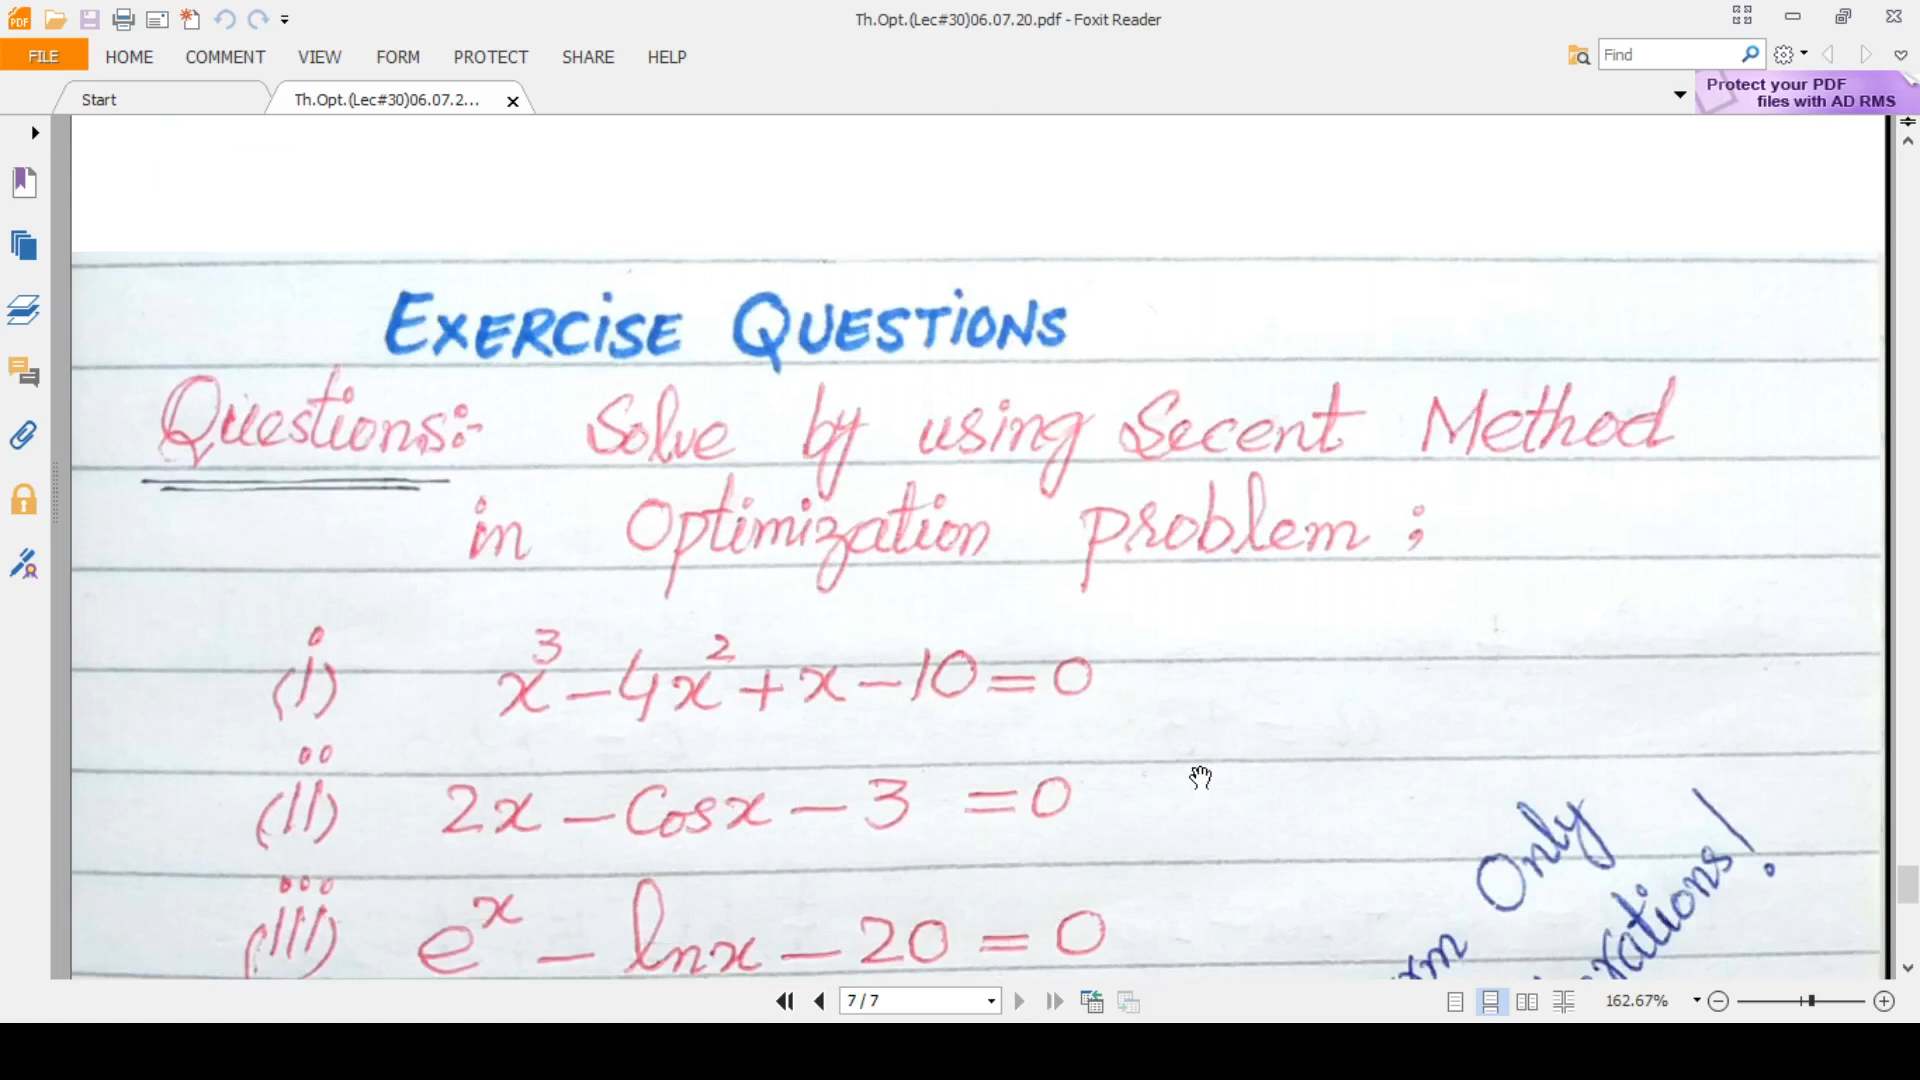 Th.Opt.(Lec#30)06.07.20.pdf - Foxit Reader
FILE HOME COMMENT VIEW FORM PROTECT SHARE HELP
Find
Start
Th.Opt.(Lec#30)06.07.2...
Protect your PDF
files with AD RMS
EXERCISE QUESTIONS
Questions:- Solve by using Secent Method
in Optimization problem;
(i) x³ - 4x² + x - 10 = 0
(ii) 2x - Cosx - 3 = 0
(iii) eˣ - lnx - 20 = 0
Only
7 / 7
162.67%